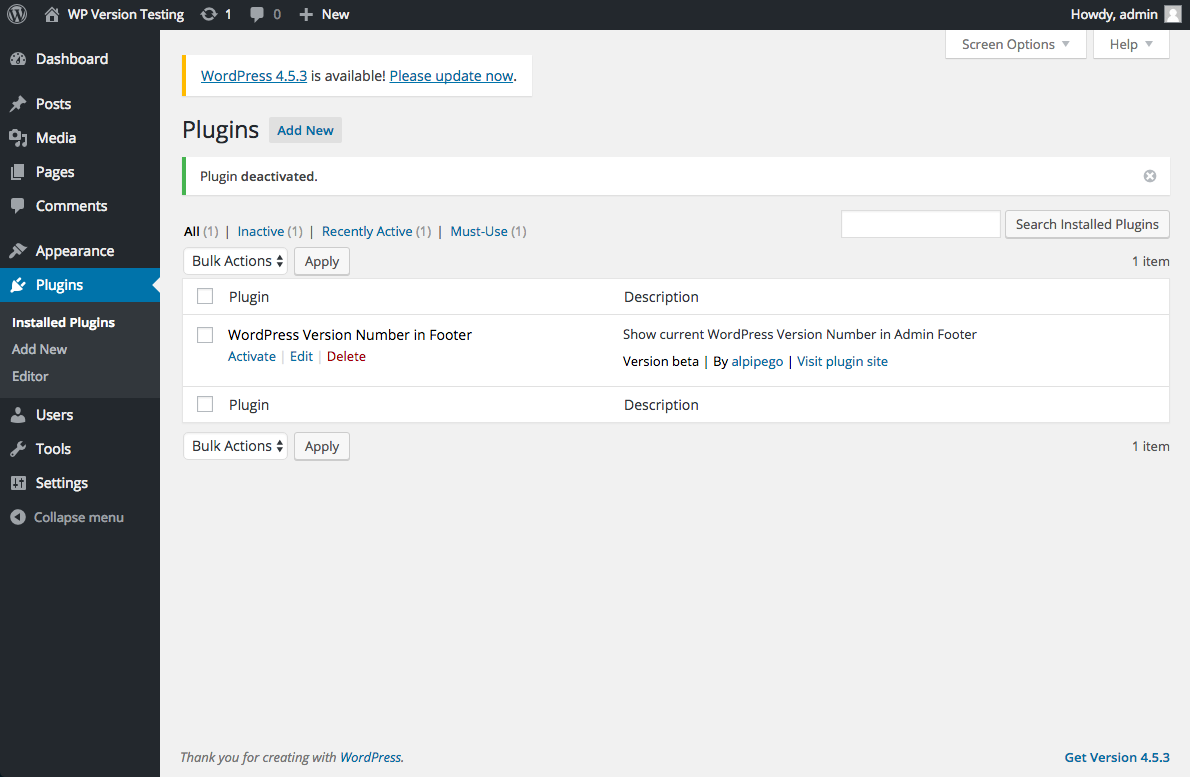 WP Version Testing 1 0 New Howdy, admin
Screen Options Help
Dashboard
Posts
Media
Pages
Comments
Appearance
Plugins
Installed Plugins
Add New
Editor
Users
Tools
Settings
Collapse menu
WordPress 4.5.3 is available! Please update now.
Plugins Add New
Plugin deactivated.
All (1) | Inactive (1) | Recently Active (1) | Must-Use (1)
Search Installed Plugins
Bulk Actions Apply 1 item
Plugin Description
WordPress Version Number in Footer Show current WordPress Version Number in Admin Footer
Activate | Edit | Delete Version beta | By alpipego | Visit plugin site
Plugin Description
Bulk Actions Apply 1 item
Thank you for creating with WordPress. Get Version 4.5.3